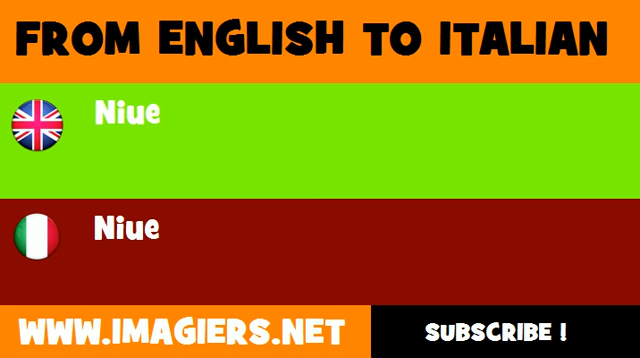 FROM ENGLISH TO ITALIAN
Niue
Niue
WWW.IMAGIERS.NET
SUBSCRIBE !